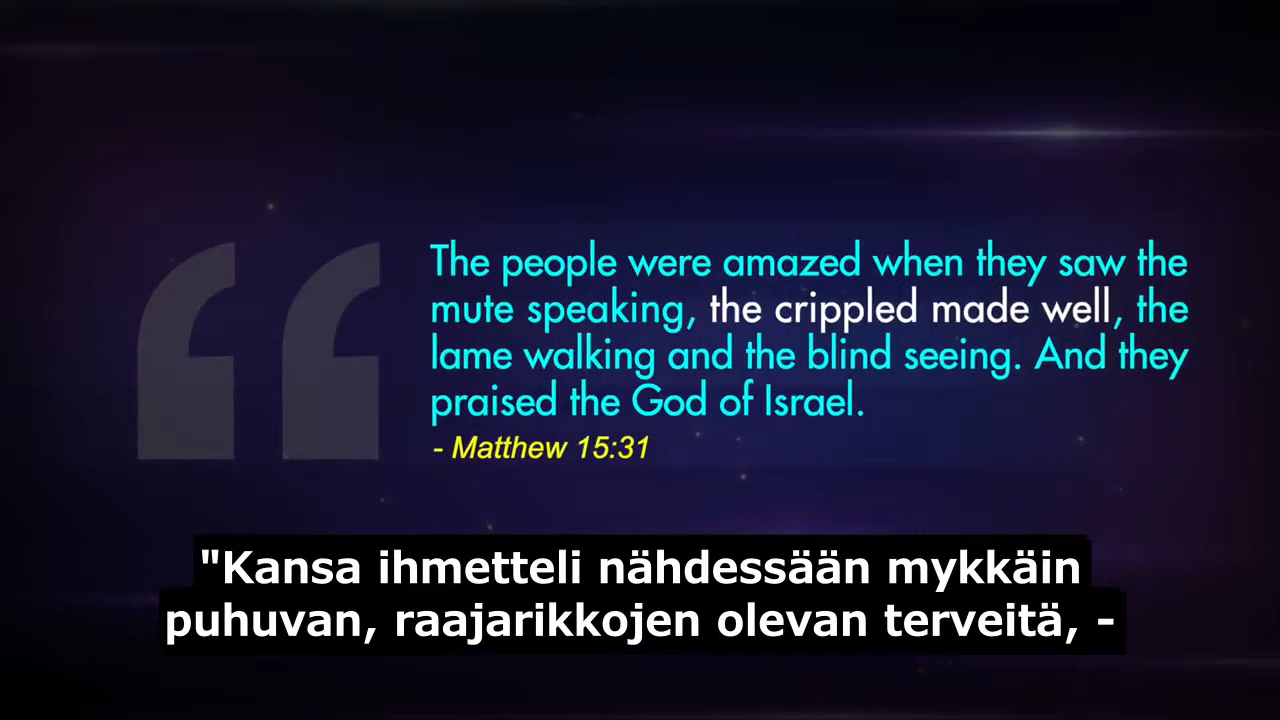 The people were amazed when they saw the
mute speaking, the crippled made well, the
lame walking and the blind seeing. And they
praised the God of Israel.
- Matthew 15:31
"Kansa ihmetteli nähdessään mykkäin
puhuvan, raajarikkojen olevan terveitä, -